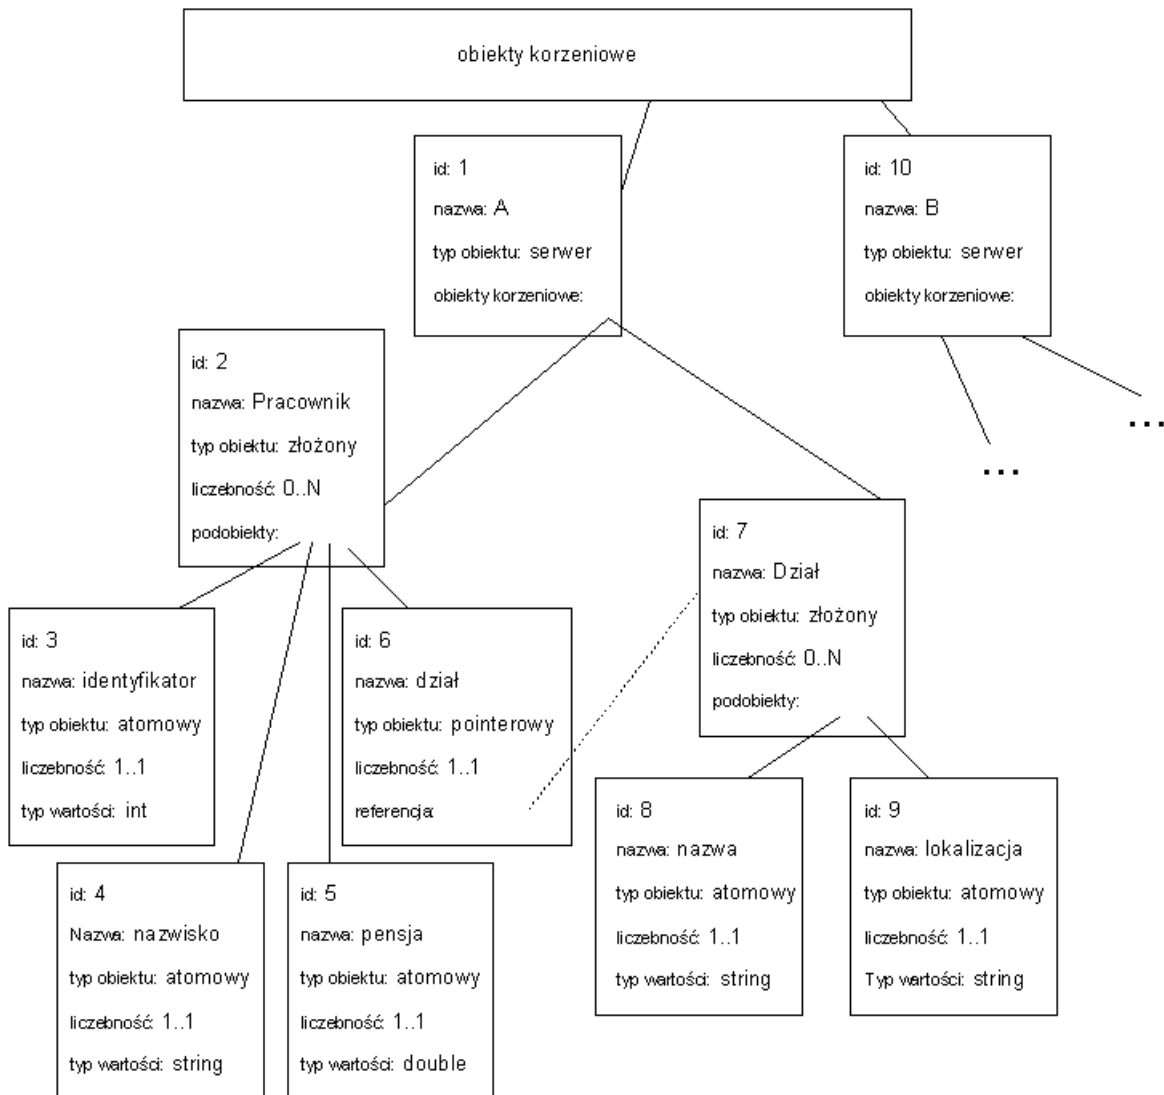 obiekty korzeniowe
id: 1
nazwa: A
typ obiektu: serwer
obiekty korzeniowe:
id: 10
nazwa: B
typ obiektu: serwer
obiekty korzeniowe:
...
...
id: 2
nazwa: Pracownik
typ obiektu: złożony
liczebność: 0..N
podobiekty:
id: 7
nazwa: Dział
typ obiektu: złożony
liczebność: 0..N
podobiekty:
id: 3
nazwa: identyfikator
typ obiektu: atomowy
liczebność: 1..1
typ wartości: int
id: 6
nazwa: dział
typ obiektu: pointerowy
liczebność: 1..1
referencja:
id: 8
nazwa: nazwa
typ obiektu: atomowy
liczebność: 1..1
typ wartości: string
id: 9
nazwa: lokalizacja
typ obiektu: atomowy
liczebność: 1..1
Typ wartości: string
id: 4
Nazwa: nazwisko
typ obiektu: atomowy
liczebność: 1..1
typ wartości: string
id: 5
nazwa: pensja
typ obiektu: atomowy
liczebność: 1..1
typ wartości: double